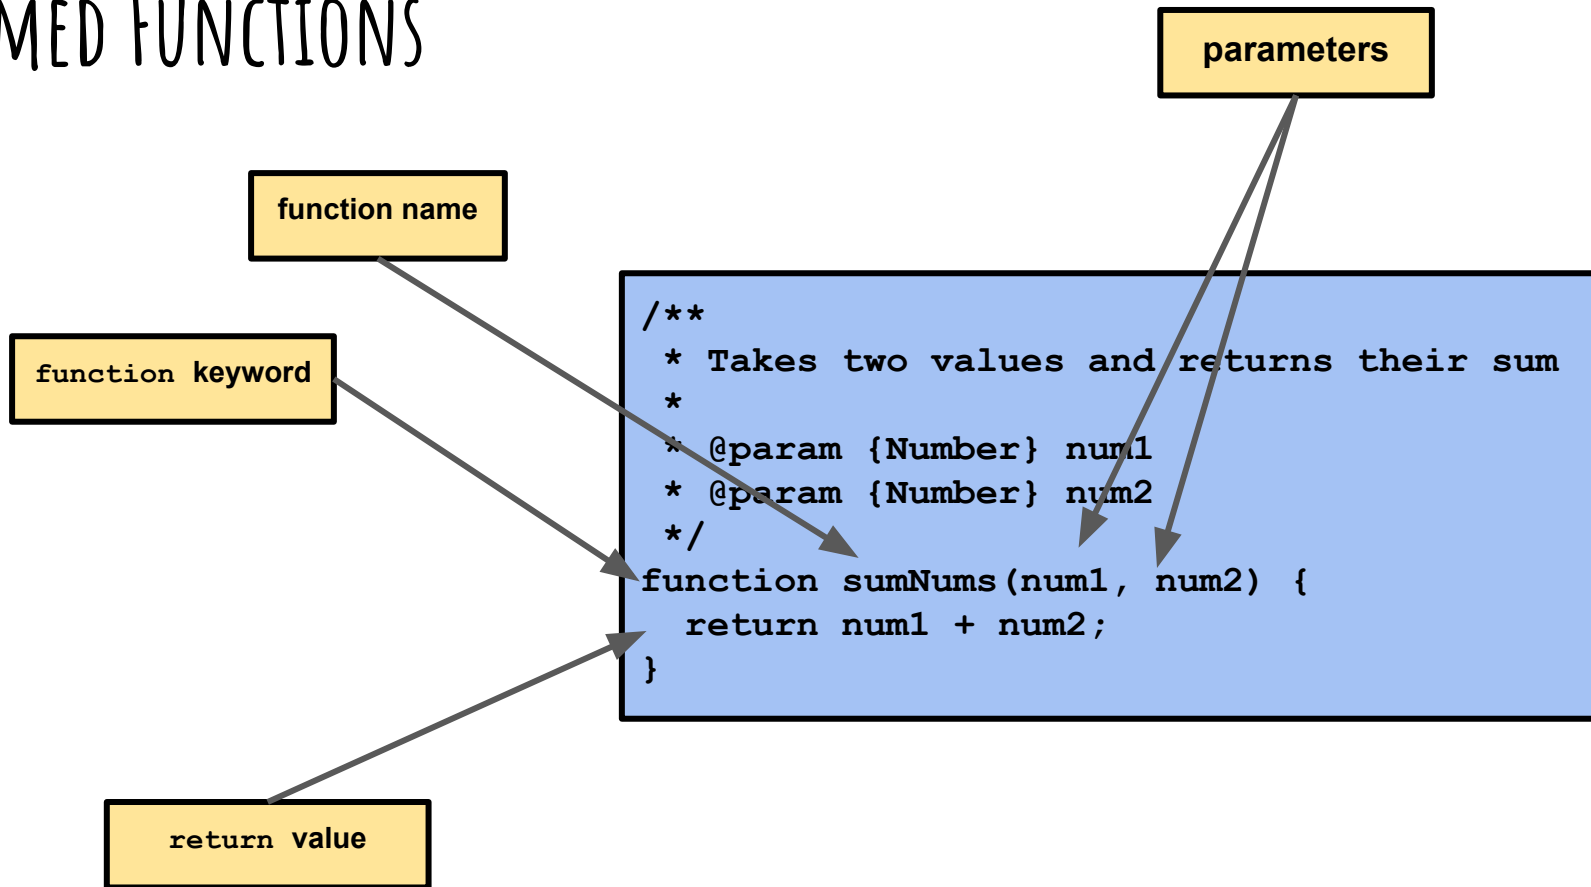 MED FUNCTIONS
parameters
function name
function keyword
/**
 * Takes two values and returns their sum
 *
 * @param {Number} num1
 * @param {Number} num2
 */
function sumNums(num1, num2) {
  return num1 + num2;
}
return value